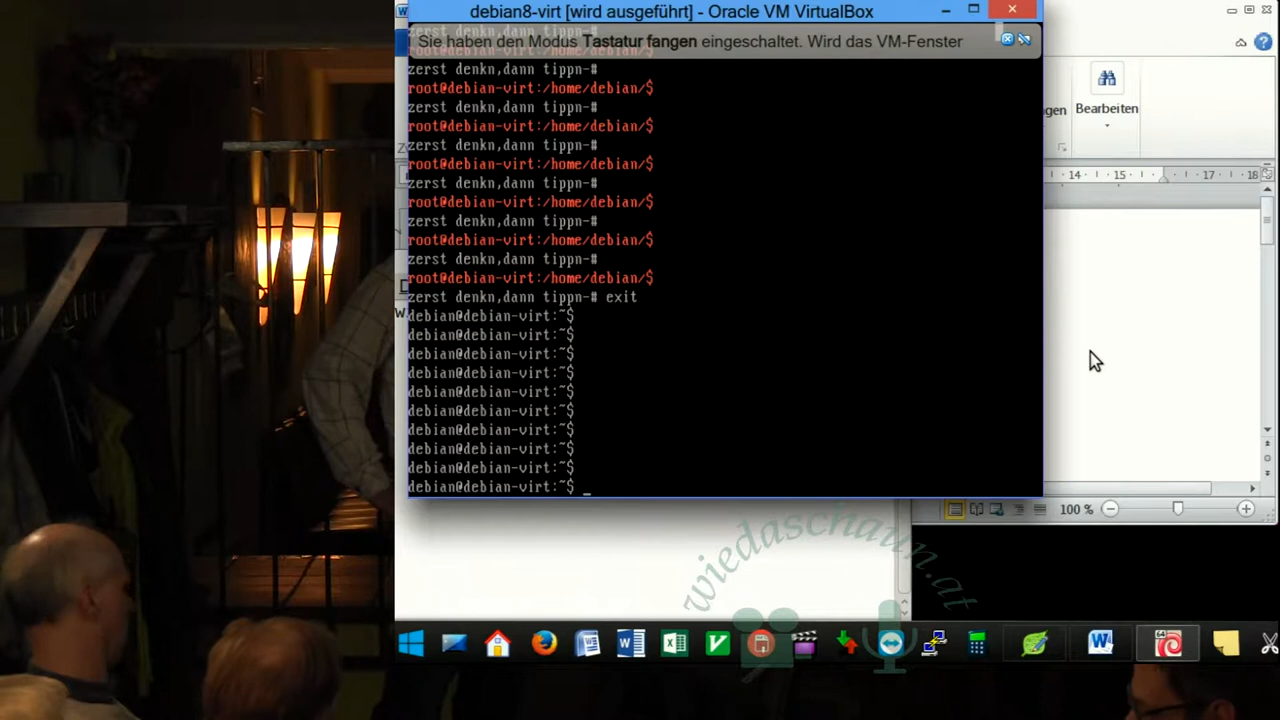 debian8-virt [wird ausgeführt] - Oracle VM VirtualBox
Sie haben den Modus Tastatur fangen eingeschaltet. Wird das VM-Fenster
zerst denkn,dann tippn-#
root@debian-virt:/home/debian/$
zerst denkn,dann tippn-#
root@debian-virt:/home/debian/$
zerst denkn,dann tippn-#
root@debian-virt:/home/debian/$
zerst denkn,dann tippn-#
root@debian-virt:/home/debian/$
zerst denkn,dann tippn-#
root@debian-virt:/home/debian/$
zerst denkn,dann tippn-#
root@debian-virt:/home/debian/$
zerst denkn,dann tippn-# exit
debian@debian-virt:~$
debian@debian-virt:~$
debian@debian-virt:~$
debian@debian-virt:~$
debian@debian-virt:~$
debian@debian-virt:~$
debian@debian-virt:~$
debian@debian-virt:~$
debian@debian-virt:~$
debian@debian-virt:~$
ngen
Bearbeiten
14 15 17 18
100 %
wiedaschaun.at